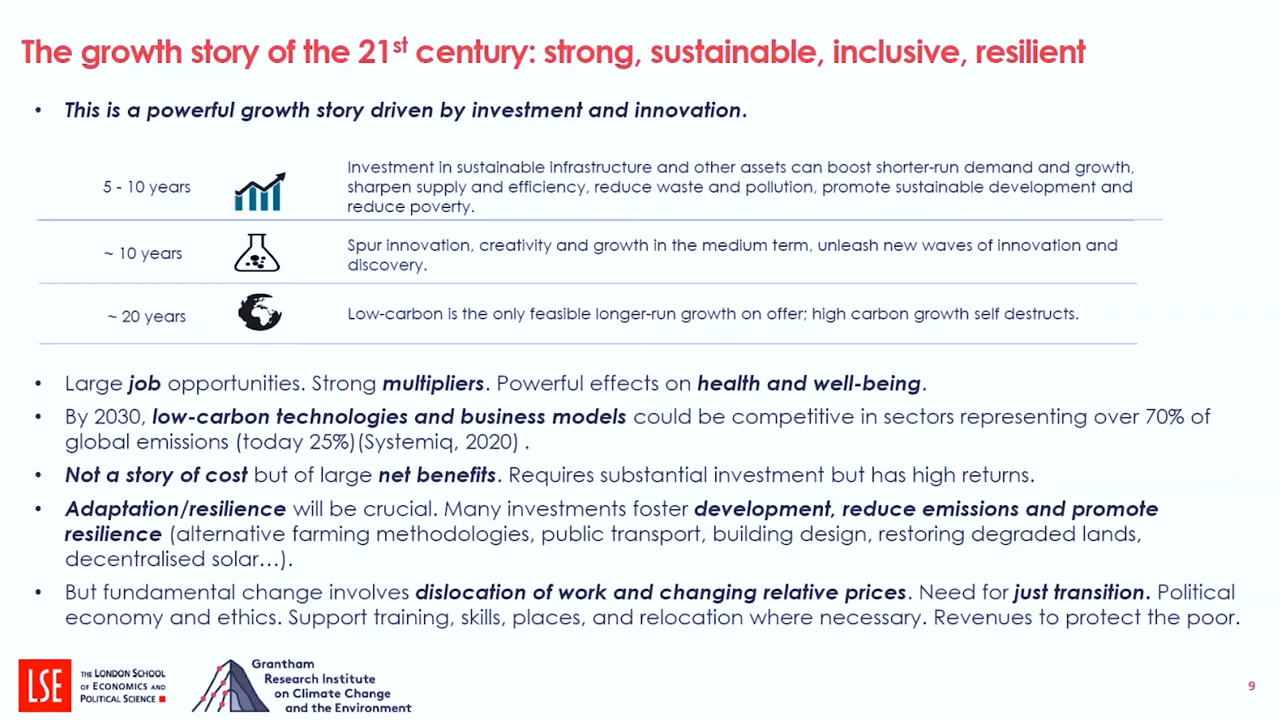 The growth story of the 21st century: strong, sustainable, inclusive, resilient
• This is a powerful growth story driven by investment and innovation.
5 - 10 years
Investment in sustainable infrastructure and other assets can boost shorter-run demand and growth,
sharpen supply and efficiency, reduce waste and pollution, promote sustainable development and
reduce poverty.
~ 10 years
Spur innovation, creativity and growth in the medium term, unleash new waves of innovation and
discovery.
~ 20 years
Low-carbon is the only feasible longer-run growth on offer; high carbon growth self destructs.
• Large job opportunities. Strong multipliers. Powerful effects on health and well-being.
• By 2030, low-carbon technologies and business models could be competitive in sectors representing over 70% of
global emissions (today 25%)(Systemiq, 2020) .
• Not a story of cost but of large net benefits. Requires substantial investment but has high returns.
• Adaptation/resilience will be crucial. Many investments foster development, reduce emissions and promote
resilience (alternative farming methodologies, public transport, building design, restoring degraded lands,
decentralised solar…).
• But fundamental change involves dislocation of work and changing relative prices. Need for just transition. Political
economy and ethics. Support training, skills, places, and relocation where necessary. Revenues to protect the poor.
LSE
THE LONDON SCHOOL
OF ECONOMICS AND
POLITICAL SCIENCE
Grantham
Research Institute
on Climate Change
and the Environment
9